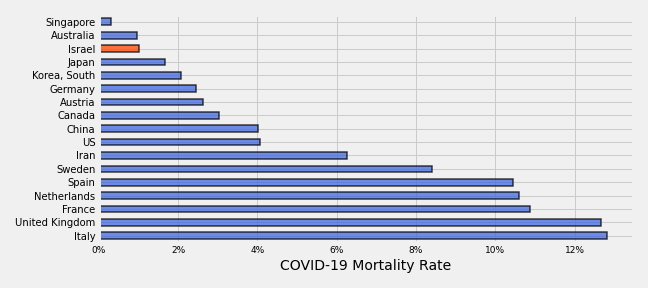 Singapore
Australia
Israel
Japan
Korea, South
Germany
Austria
Canada
China
US
Iran
Sweden
Spain
Netherlands
France
United Kingdom
Italy
0% 2% 4% 6% 8% 10% 12%
COVID-19 Mortality Rate